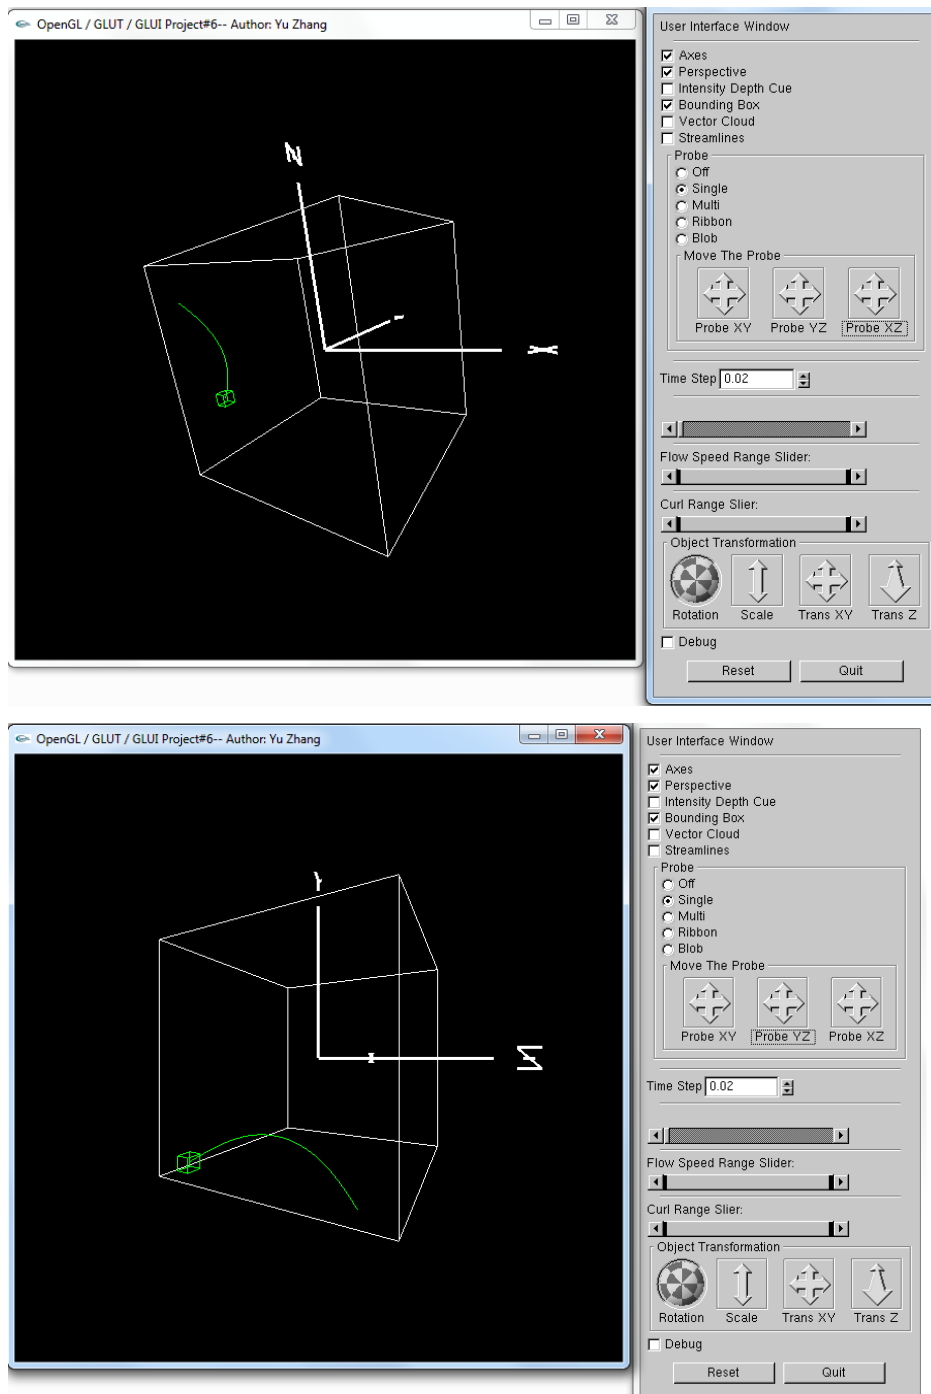 OpenGL / GLUT / GLUI Project#6-- Author: Yu Zhang
User Interface Window
Axes
Perspective
Intensity Depth Cue
Bounding Box
Vector Cloud
Streamlines
Probe
Off
Single
Multi
Ribbon
Blob
Move The Probe
Probe XY Probe YZ Probe XZ
Time Step 0.02
Flow Speed Range Slider:
Curl Range Slier:
Object Transformation
Rotation Scale Trans XY Trans Z
Debug
Reset Quit
Z
Y
X
OpenGL / GLUT / GLUI Project#6-- Author: Yu Zhang
User Interface Window
Axes
Perspective
Intensity Depth Cue
Bounding Box
Vector Cloud
Streamlines
Probe
Off
Single
Multi
Ribbon
Blob
Move The Probe
Probe XY Probe YZ Probe XZ
Time Step 0.02
Flow Speed Range Slider:
Curl Range Slier:
Object Transformation
Rotation Scale Trans XY Trans Z
Debug
Reset Quit
Y
X
Z